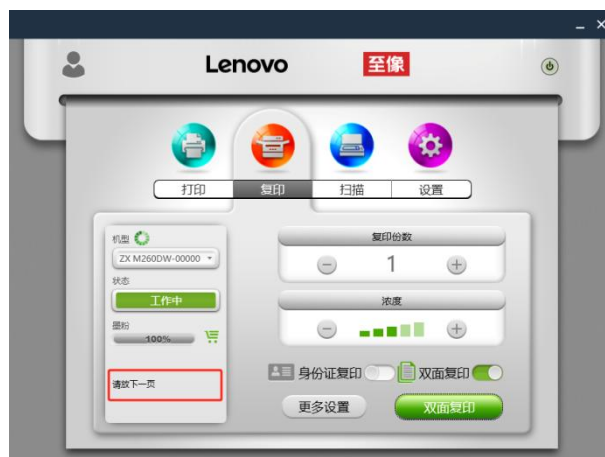 Lenovo 至像
打印 复印 扫描 设置
机型
ZX M260DW-00000
状态
工作中
墨粉
100%
请放下一页
复印份数
1
浓度
身份证复印 双面复印
更多设置 双面复印